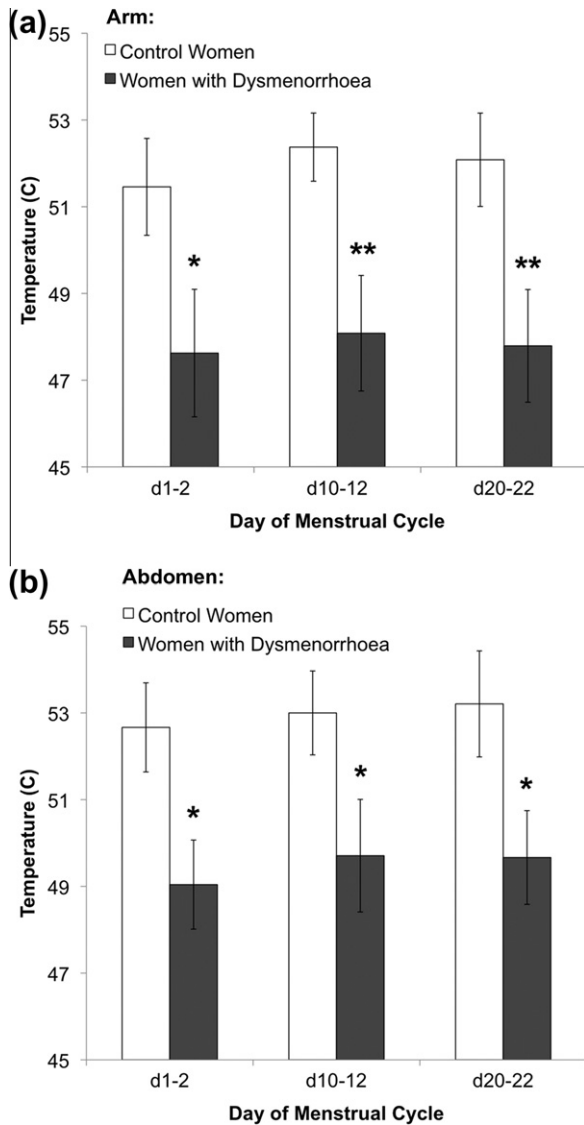 (a)
Arm:
Control Women
Women with Dysmenorrhoea
Temperature (C)
55
53
51
49
47
45
*
**
**
d1-2
d10-12
d20-22
Day of Menstrual Cycle
(b)
Abdomen:
Control Women
Women with Dysmenorrhoea
Temperature (C)
55
53
51
49
47
45
*
*
*
d1-2
d10-12
d20-22
Day of Menstrual Cycle